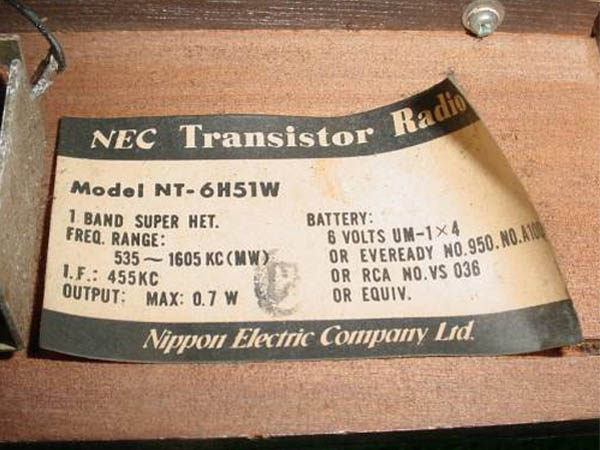 NEC Transistor Radio
Model NT-6H51W
1 BAND SUPER HET.
FREQ. RANGE:
535 ~ 1605 KC (MW)
I.F.: 455KC
OUTPUT: MAX: 0.7 W
BATTERY:
6 VOLTS UM-1×4
OR EVEREADY NO.950. NO.
OR RCA NO. VS 036
OR EQUIV.
Nippon Electric Company Ltd.